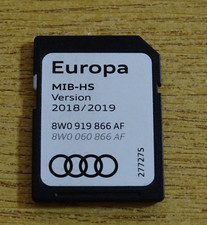 Europa
MIB-HS
Version
2018/2019
8W0 919 866 AF
8W0 060 866 AF
277275